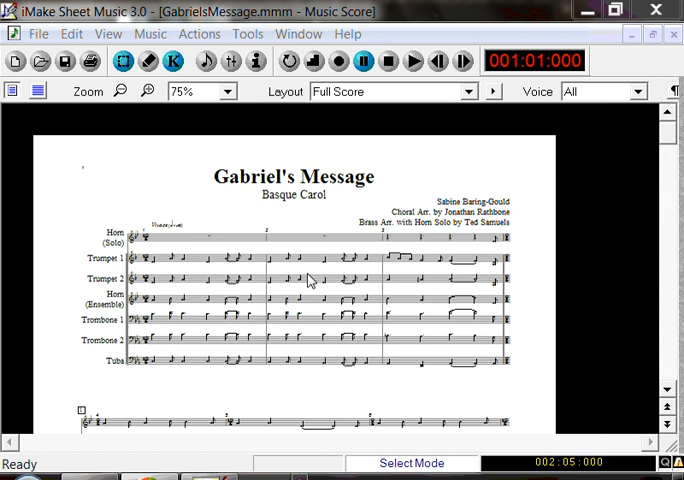 iMake Sheet Music 3.0 - [GabrielsMessage.mmm - Music Score]
File Edit View Music Actions Tools Window Help
K 001:01:000
Zoom 75% Layout Full Score Voice All ¶
Gabriel's Message
Basque Carol
Sabine Baring-Gould
Choral Arr. by Jonathan Rathbone
Brass Arr. with Horn Solo by Ted Samuels
Horn
(Solo)
Trumpet 1
Trumpet 2
Horn
(Ensemble)
Trombone 1
Trombone 2
Tuba
Ready Select Mode 002:05:000